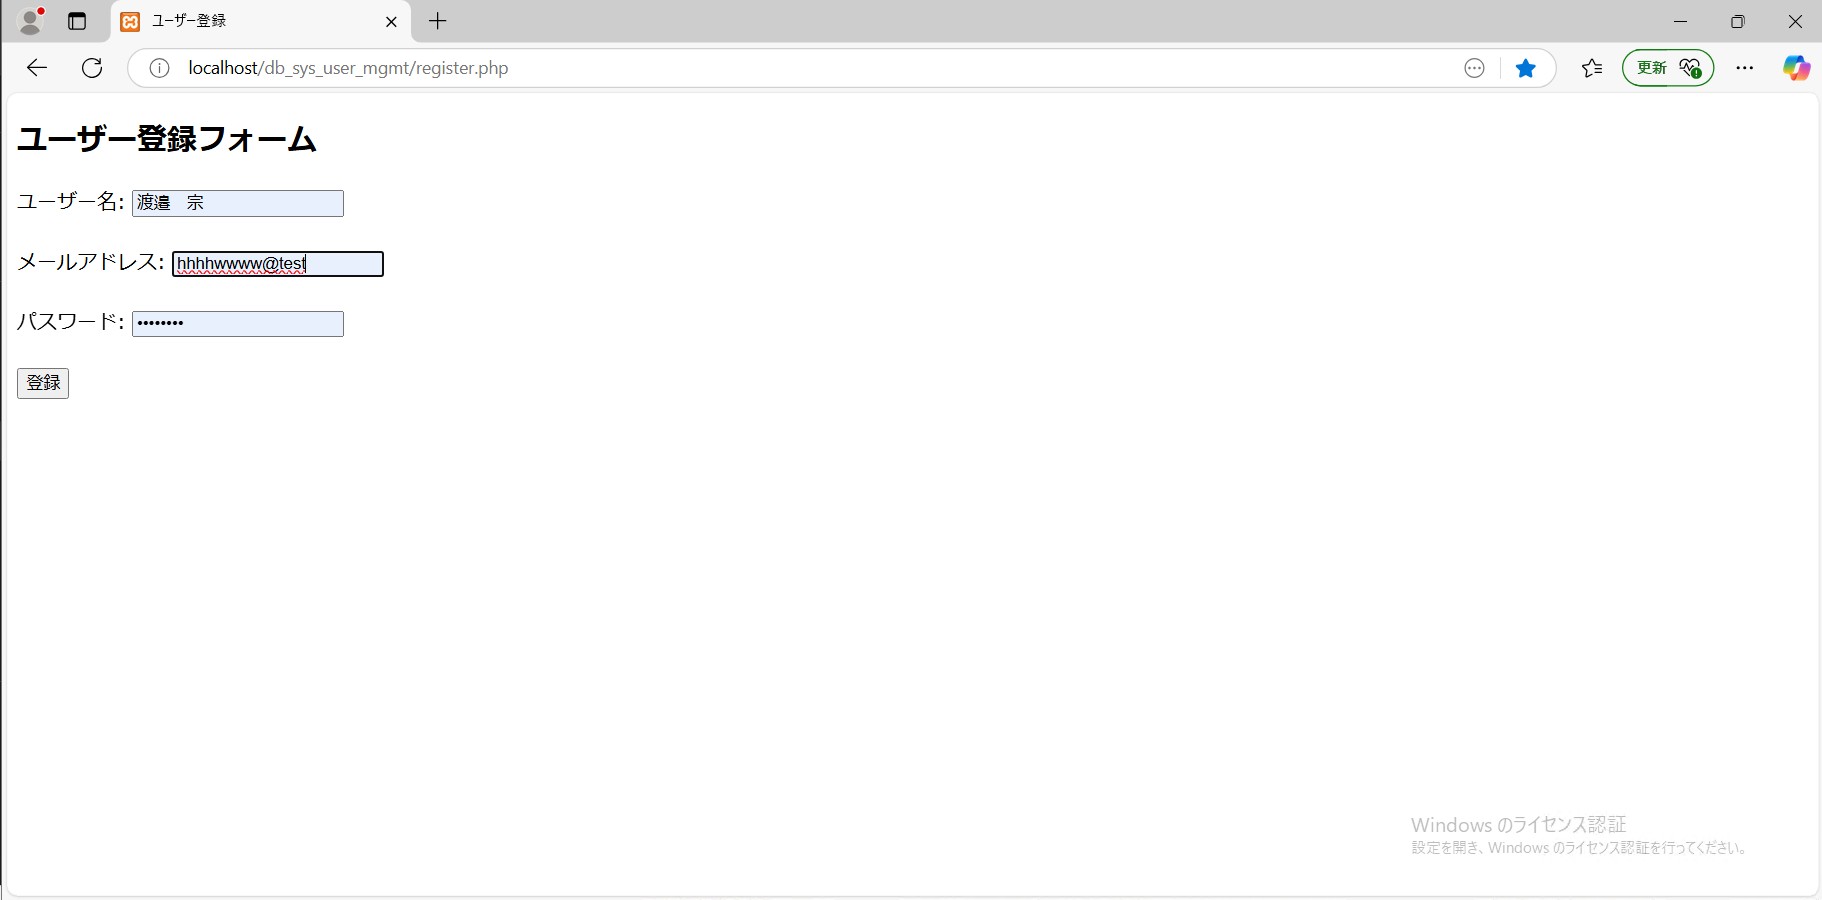 ユーザー登録
localhost/db_sys_user_mgmt/register.php
更新
ユーザー登録フォーム
ユーザー名: 渡邉　宗
メールアドレス: hhhhwwww@test
パスワード: ••••••••
登録
Windows のライセンス認証
設定を開き、Windows のライセンス認証を行ってください。